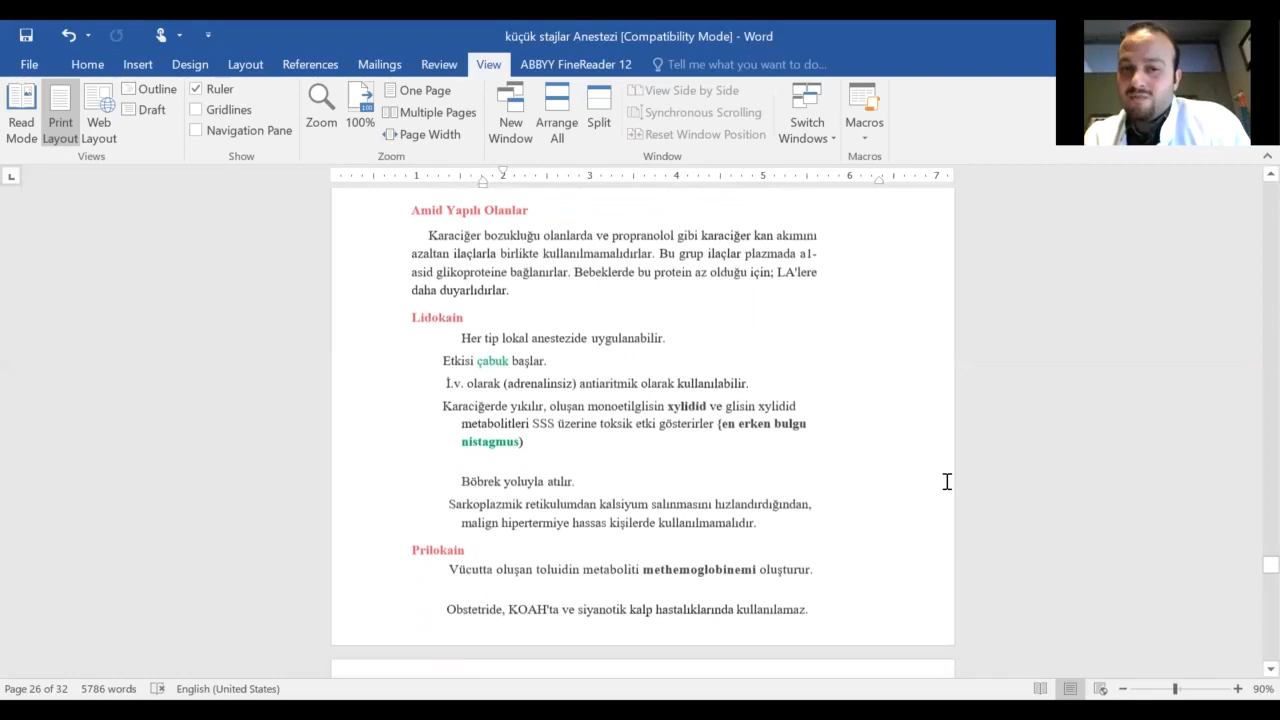 küçük stajlar Anestezi [Compatibility Mode] - Word
File Home Insert Design Layout References Mailings Review View ABBYY FineReader 12 Tell me what you want to do...
Read Mode
Print Layout
Web Layout
Outline
Draft
Views
Ruler
Gridlines
Navigation Pane
Show
Zoom
100%
One Page
Multiple Pages
Page Width
Zoom
New Window
Arrange All
Split
View Side by Side
Synchronous Scrolling
Reset Window Position
Window
Switch Windows
Macros
Macros
1 2 3 4 5 6 7
Amid Yapılı Olanlar
Karaciğer bozukluğu olanlarda ve propranolol gibi karaciğer kan akımını
azaltan ilaçlarla birlikte kullanılmamalıdırlar. Bu grup ilaçlar plazmada a1-
asid glikoproteine bağlanırlar. Bebeklerde bu protein az olduğu için; LA'lere
daha duyarlıdırlar.
Lidokain
Her tip lokal anestezide uygulanabilir.
Etkisi çabuk başlar.
İ.v. olarak (adrenalinsiz) antiaritmik olarak kullanılabilir.
Karaciğerde yıkılır, oluşan monoetilglisin xylidid ve glisin xylidid
metabolitleri SSS üzerine toksik etki gösterirler {en erken bulgu
nistagmus)
Böbrek yoluyla atılır.
Sarkoplazmik retikulumdan kalsiyum salınmasını hızlandırdığından,
malign hipertermiye hassas kişilerde kullanılmamalıdır.
Prilokain
Vücutta oluşan toluidin metaboliti methemoglobinemi oluşturur.
Obstetride, KOAH'ta ve siyanotik kalp hastalıklarında kullanılamaz.
Page 26 of 32 5786 words English (United States) 90%